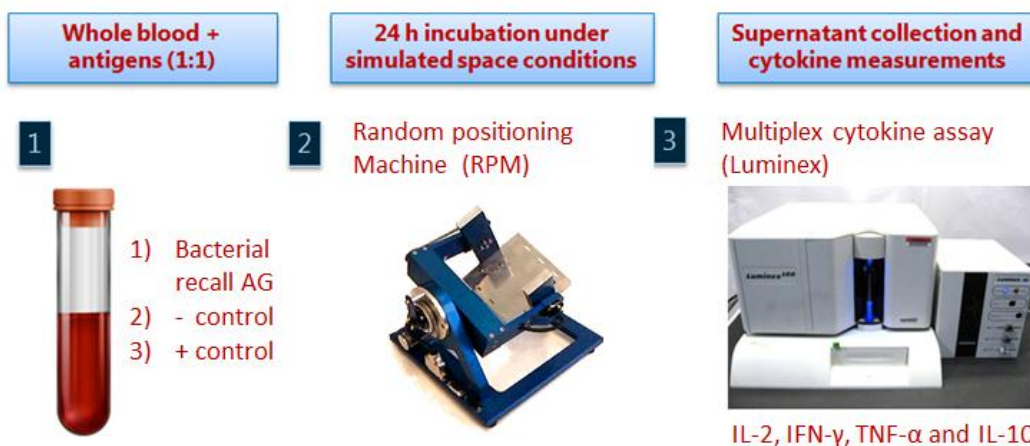 Whole blood +
antigens (1:1)
24 h incubation under
simulated space conditions
Supernatant collection and
cytokine measurements
1
2
3
Random positioning
Machine (RPM)
Multiplex cytokine assay
(Luminex)
1) Bacterial
recall AG
2) - control
3) + control
Luminex
IL-2, IFN-γ, TNF-α and IL-10